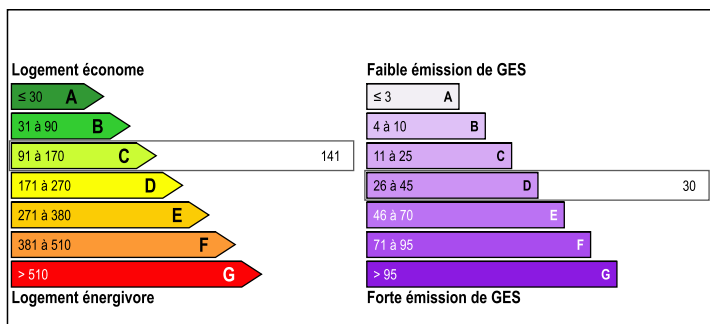 Logement économe
≤ 30 A
31 à 90 B
91 à 170 C 141
171 à 270 D
271 à 380 E
381 à 510 F
> 510 G
Logement énergivore
Faible émission de GES
≤ 3 A
4 à 10 B
11 à 25 C
26 à 45 D 30
46 à 70 E
71 à 95 F
> 95 G
Forte émission de GES